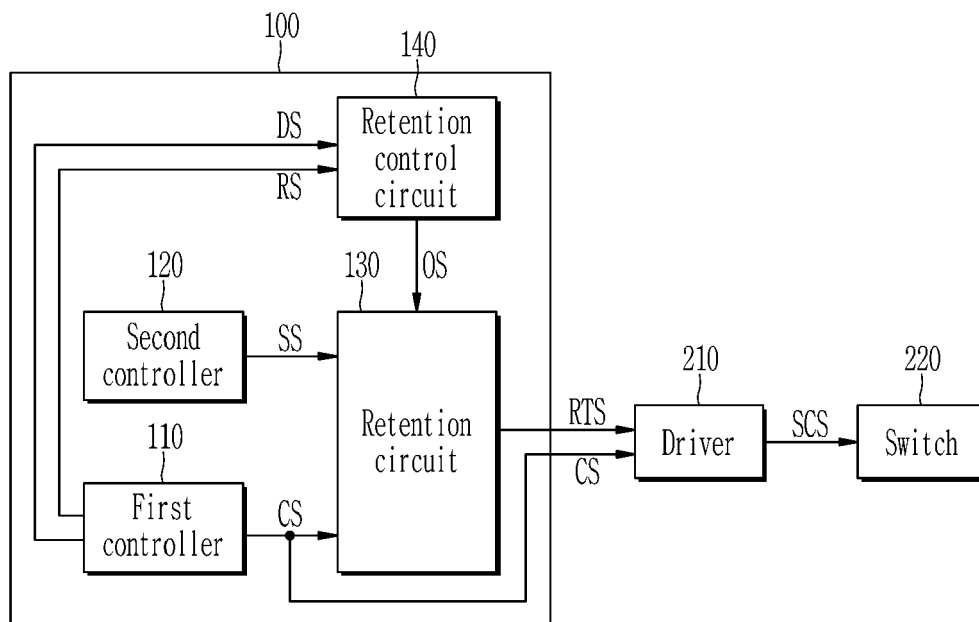 100
140
DS
Retention
control
circuit
RS
OS
120
130
Second
controller
SS
Retention
circuit
210
220
RTS
Driver
SCS
Switch
CS
110
First
controller
CS